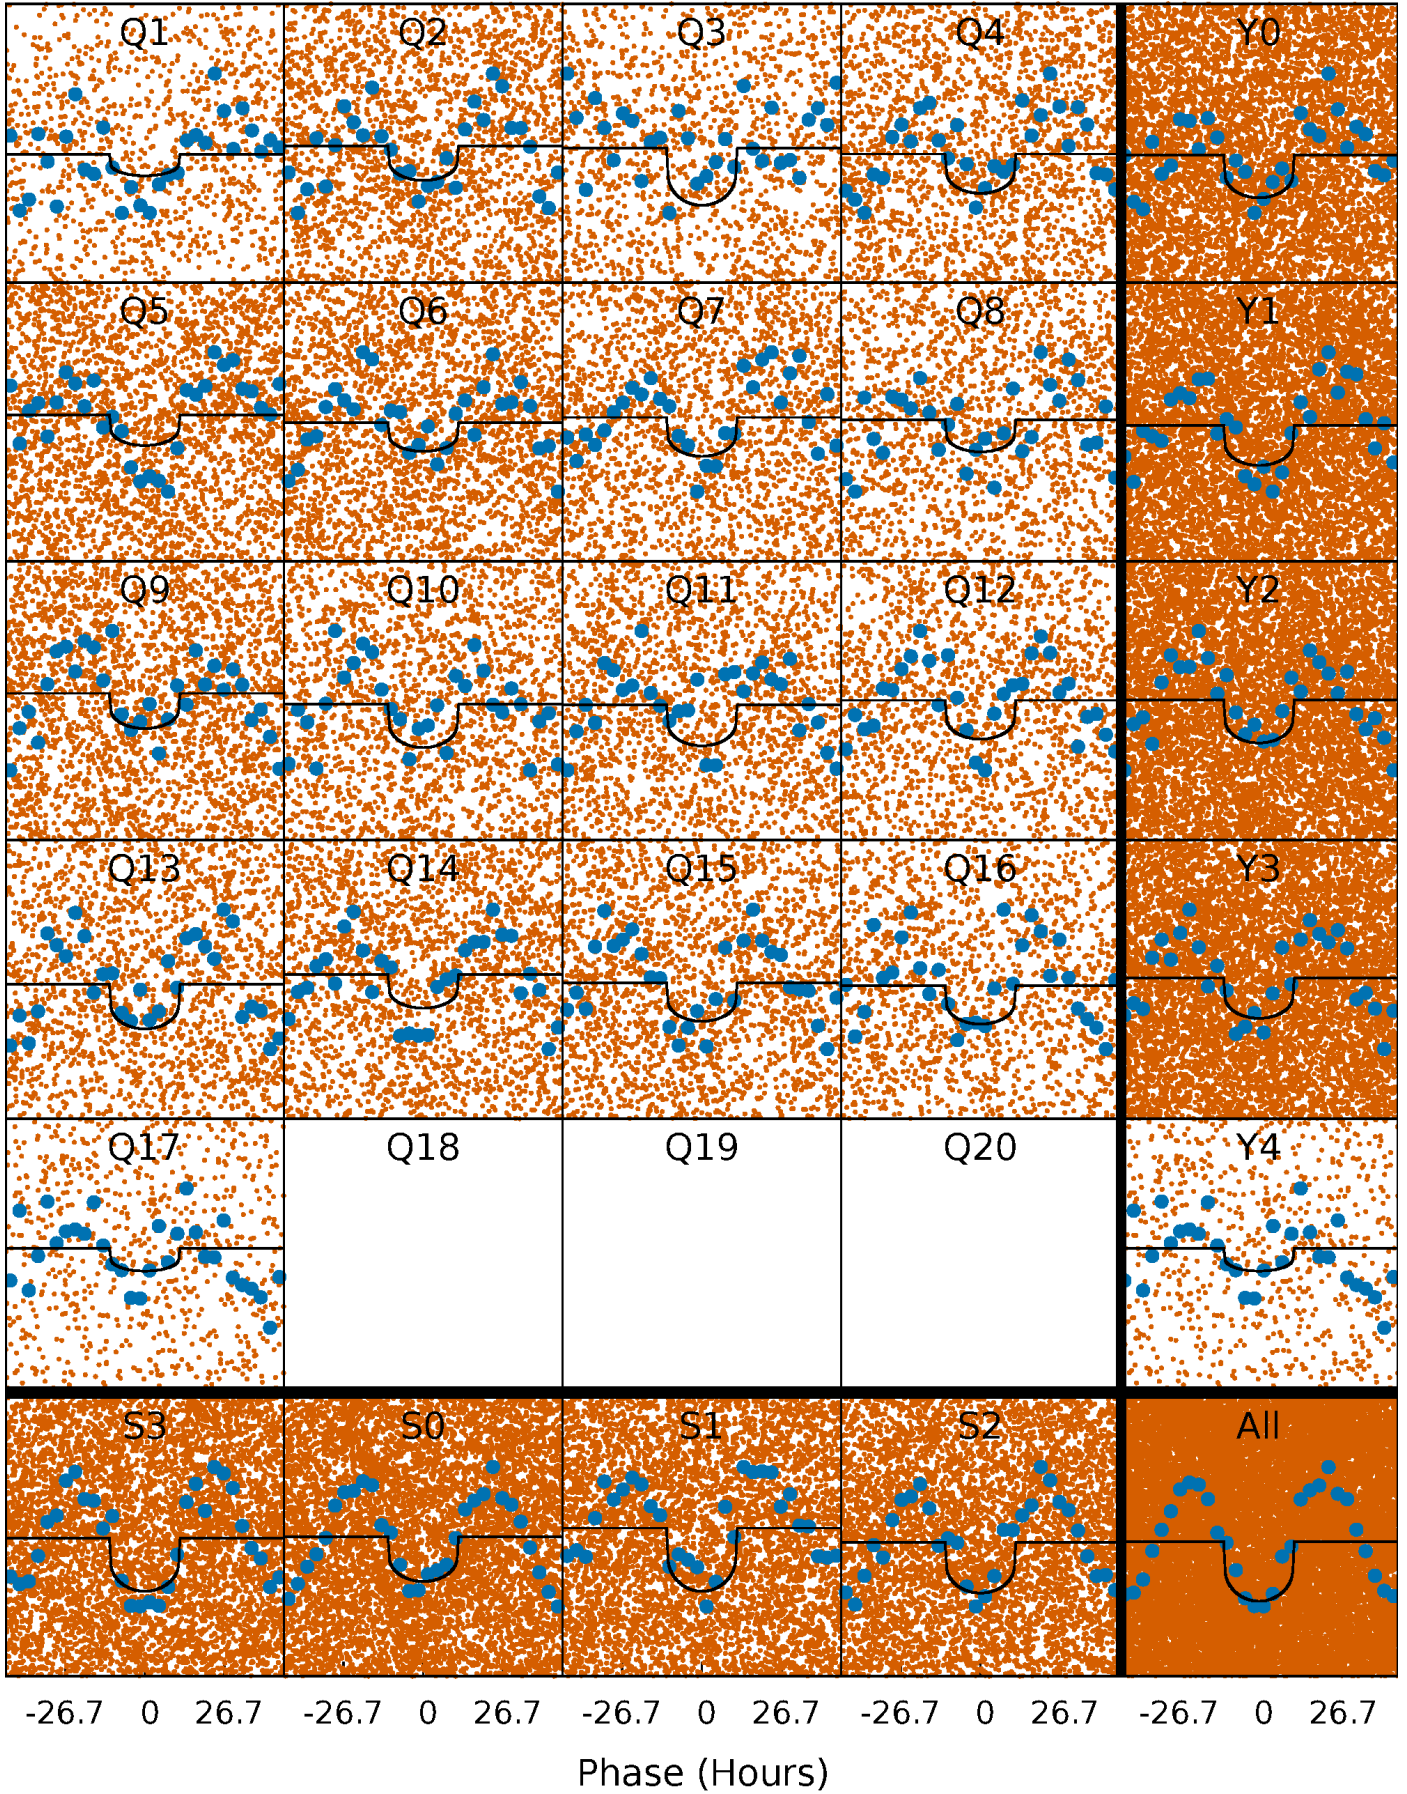 Q1 Q2 Q3 Q4 Y0
Q5 Q6 Q7 Q8 Y1
Q9 Q10 Q11 Q12 Y2
Q13 Q14 Q15 Q16 Y3
Q17 Q18 Q19 Q20 Y4
S3 S0 S1 S2 All
-26.7 0 26.7 -26.7 0 26.7 -26.7 0 26.7 -26.7 0 26.7 -26.7 0 26.7
Phase (Hours)